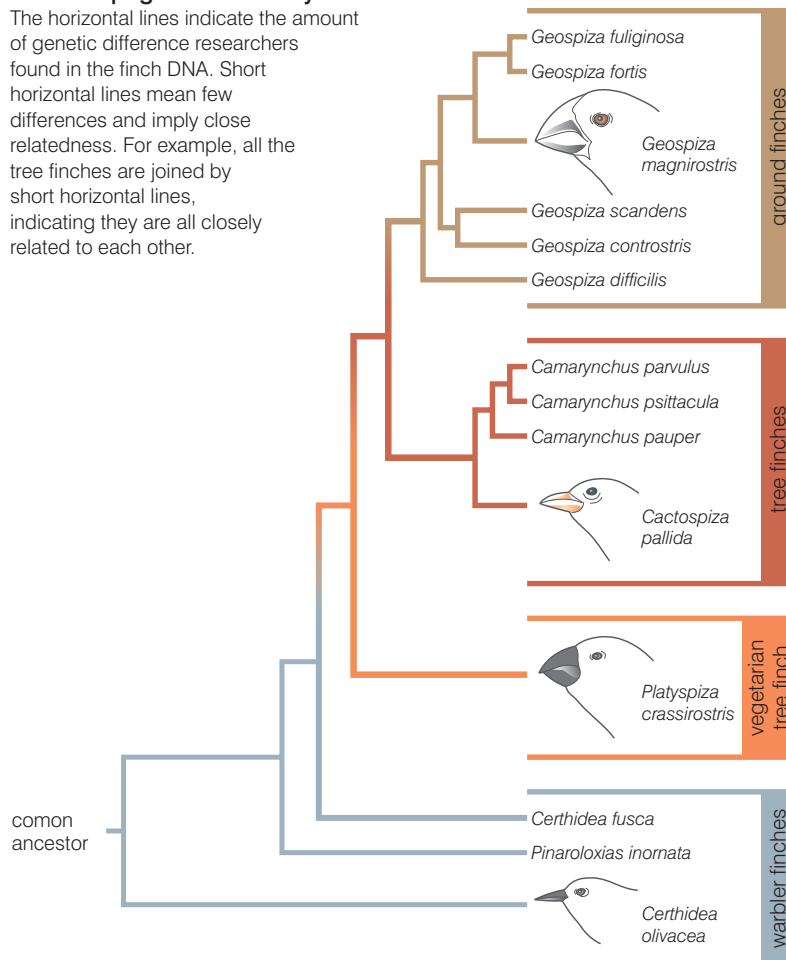 The horizontal lines indicate the amount
of genetic difference researchers
found in the finch DNA. Short
horizontal lines mean few
differences and imply close
relatedness. For example, all the
tree finches are joined by
short horizontal lines,
indicating they are all closely
related to each other.
Geospiza fuliginosa
Geospiza fortis
Geospiza
magnirostris
Geospiza scandens
Geospiza controstris
Geospiza difficilis
ground finches
Camarynchus parvulus
Camarynchus psittacula
Camarynchus pauper
Cactospiza
pallida
tree finches
Platyspiza
crassirostris
vegetarian
tree finch
comon
ancestor
Certhidea fusca
Pinaroloxias inornata
Certhidea
olivacea
warbler finches